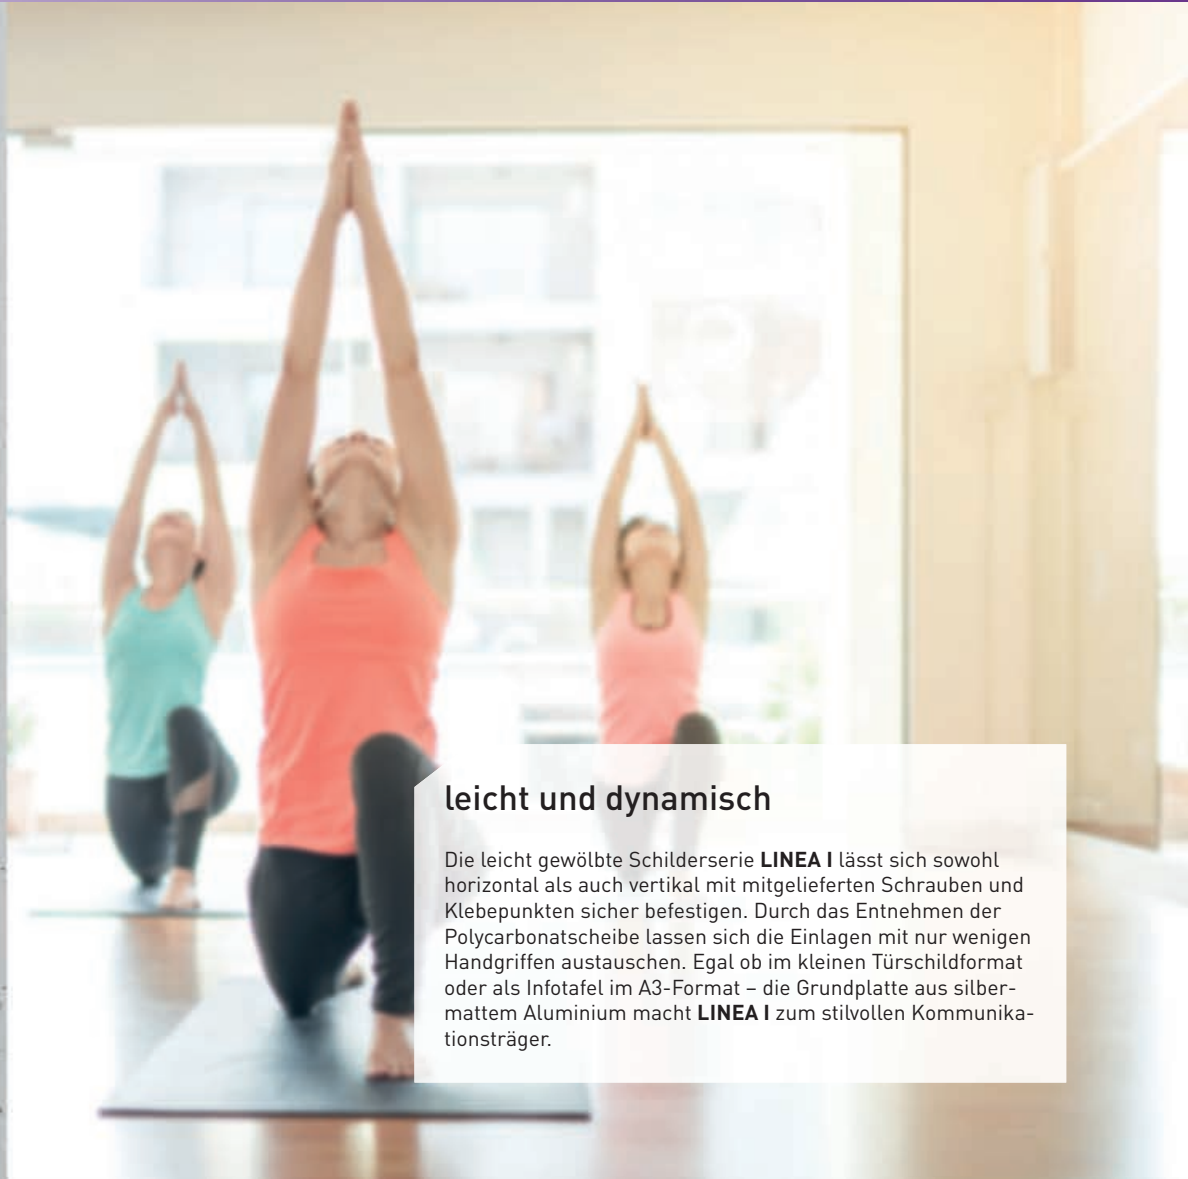 leicht und dynamisch
Die leicht gewölbte Schilderserie LINEA I lässt sich sowohl
horizontal als auch vertikal mit mitgelieferten Schrauben und
Klebepunkten sicher befestigen. Durch das Entnehmen der
Polycarbonatscheibe lassen sich die Einlagen mit nur wenigen
Handgriffen austauschen. Egal ob im kleinen Türschildformat
oder als Infotafel im A3-Format – die Grundplatte aus silber-
mattem Aluminium macht LINEA I zum stilvollen Kommunika-
tionsträger.